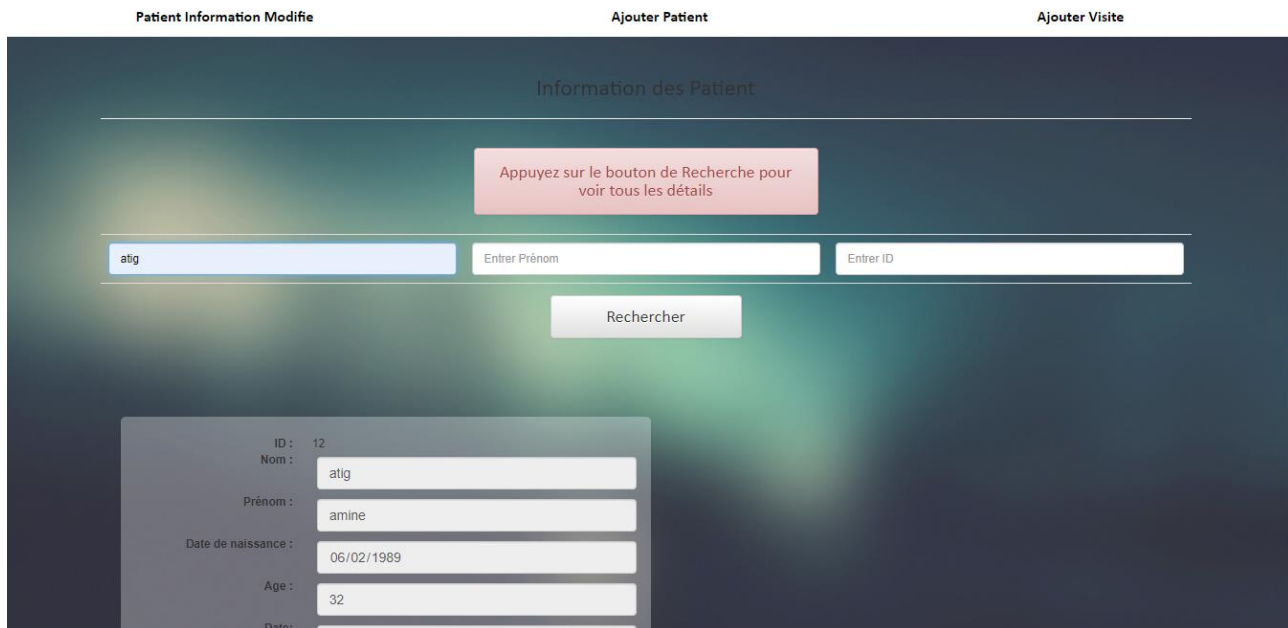 Patient Information Modifie
Ajouter Patient
Ajouter Visite
Information des Patient
Appuyez sur le bouton de Recherche pour
voir tous les détails
atig
Entrer Prénom
Entrer ID
Rechercher
ID : 12
Nom :
atig
Prénom :
amine
Date de naissance :
06/02/1989
Age :
32
Date: